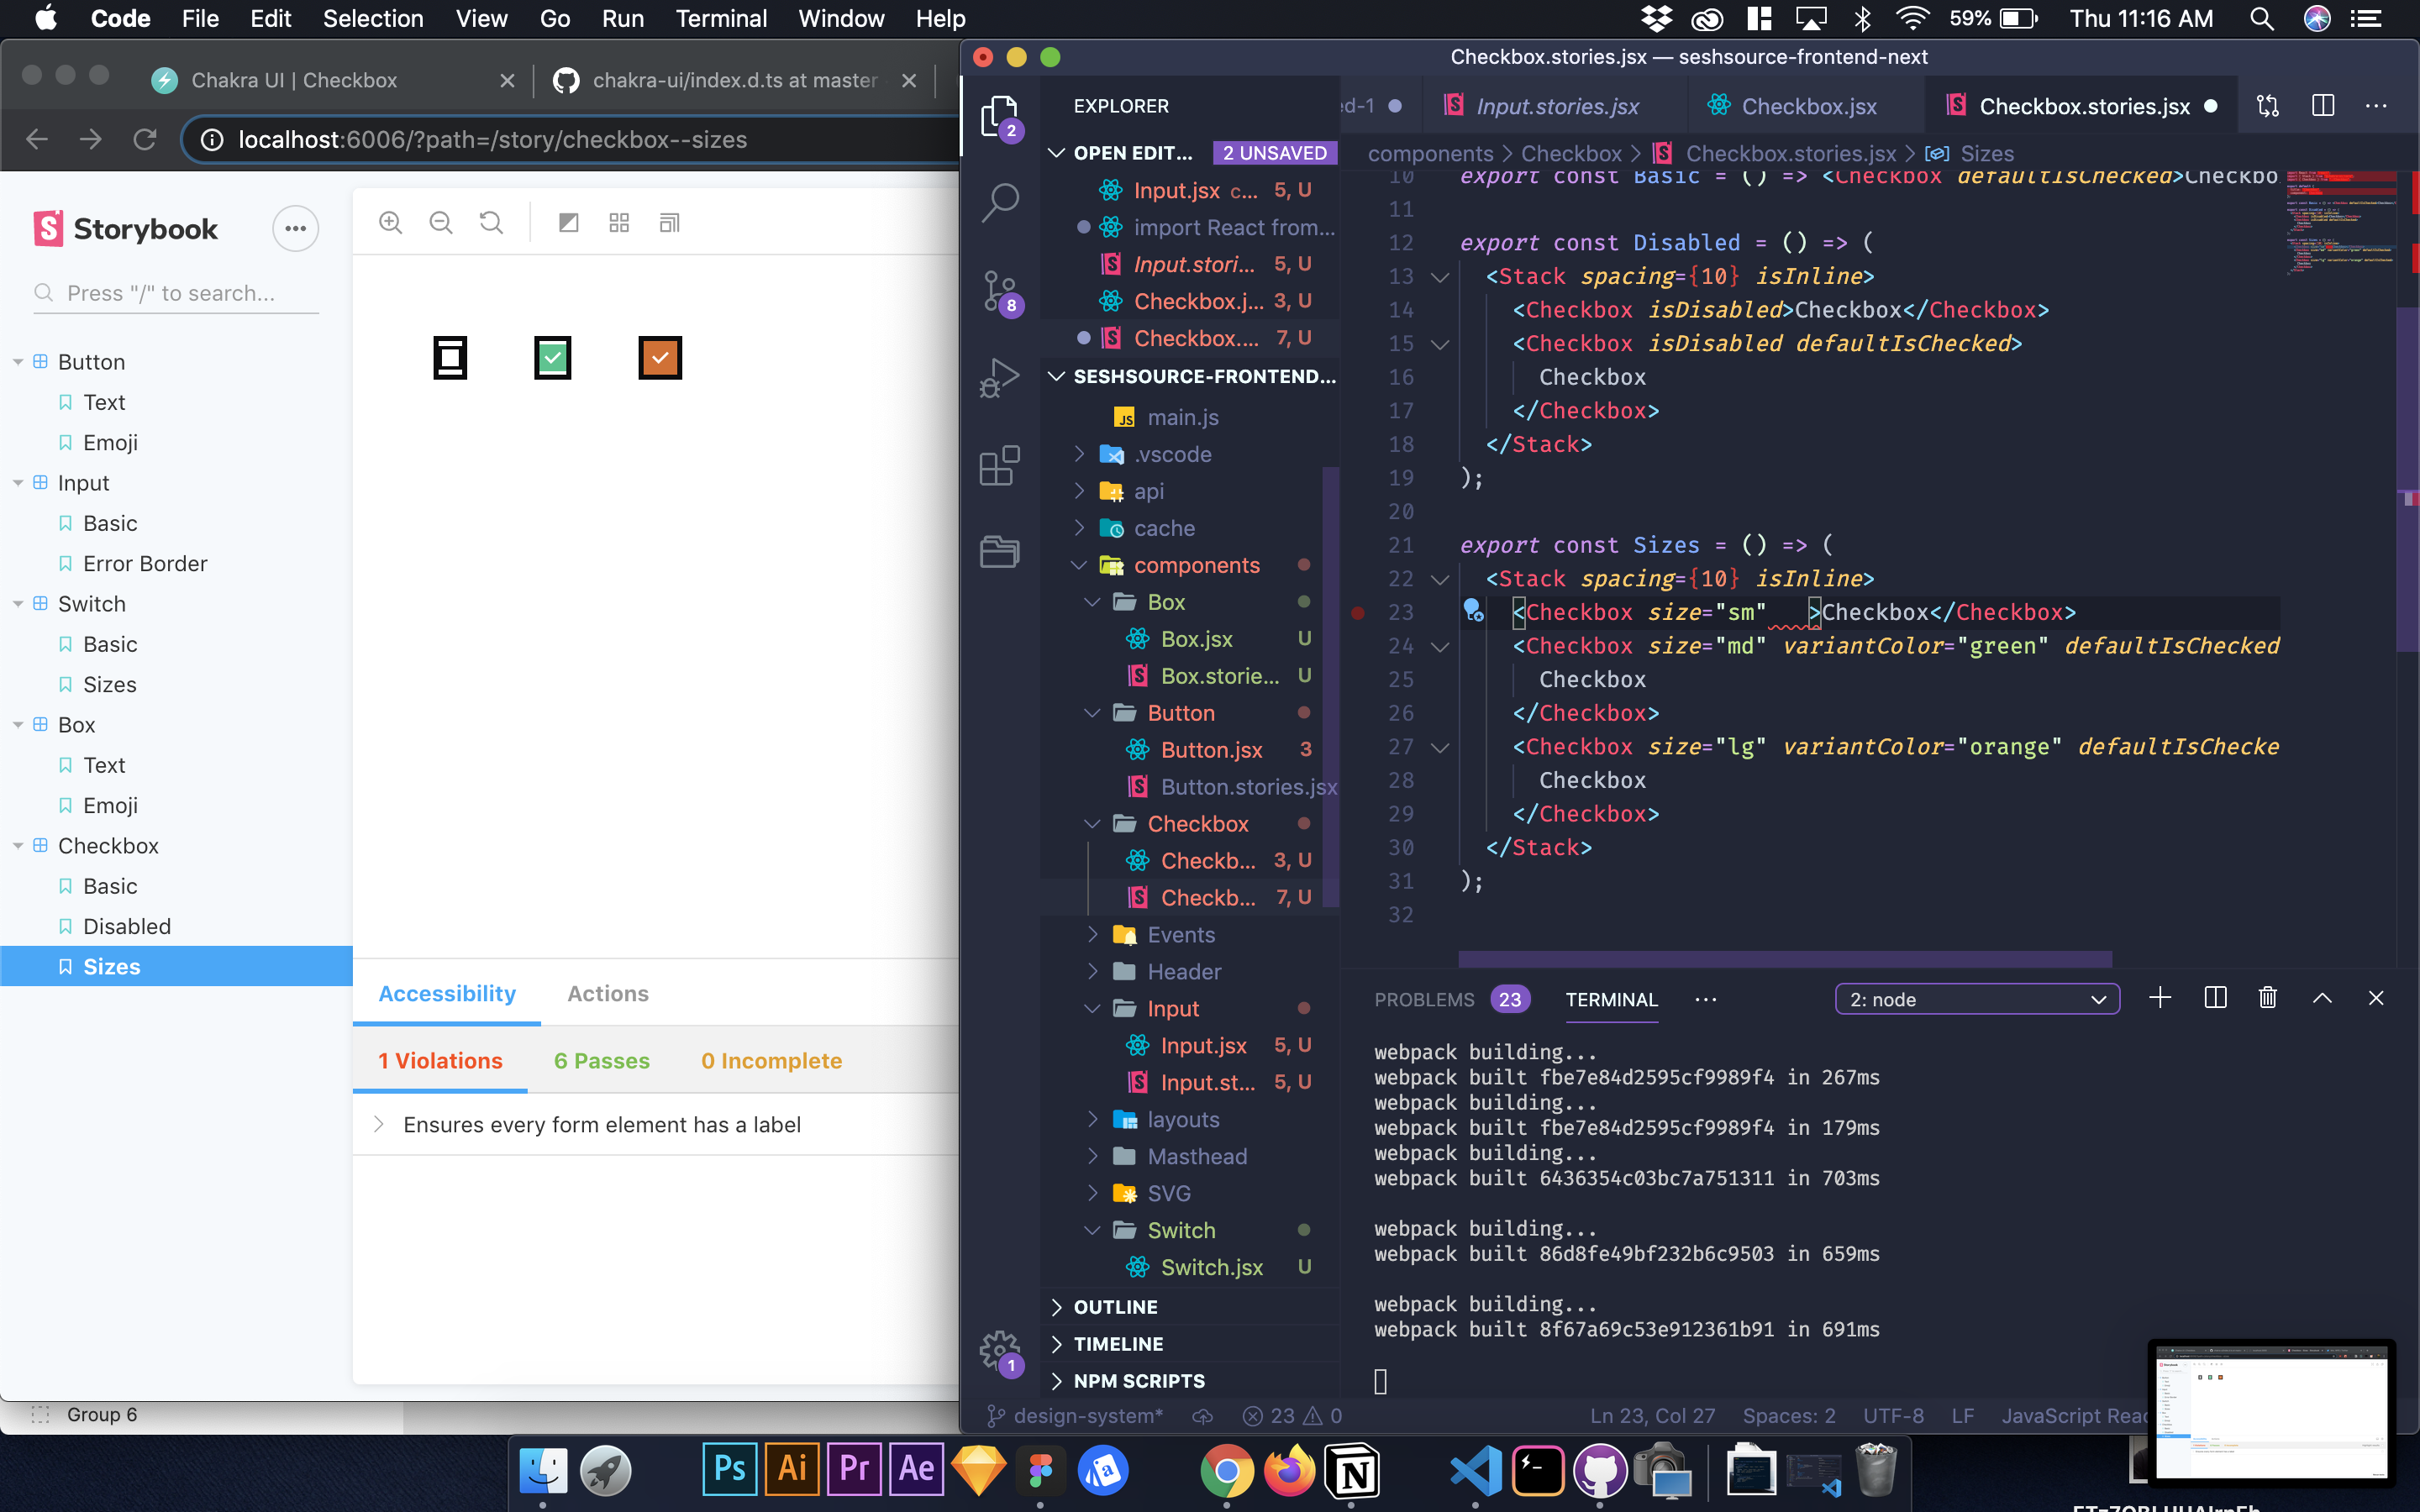 Code File Edit Selection View Go Run Terminal Window Help
59% Thu 11:16 AM
Chakra UI | Checkbox
chakra-ui/index.d.ts at master
localhost:6006/?path=/story/checkbox--sizes
Storybook
Press "/" to search...
Button
Text
Emoji
Input
Basic
Error Border
Switch
Basic
Sizes
Box
Text
Emoji
Checkbox
Basic
Disabled
Sizes
Accessibility
Actions
1 Violations
6 Passes
0 Incomplete
Ensures every form element has a label
Group 6
Checkbox.stories.jsx — seshsource-frontend-next
EXPLORER
OPEN EDIT... 2 UNSAVED
Input.jsx c... 5, U
import React from...
Input.stori... 5, U
Checkbox.j... 3, U
Checkbox.... 7, U
SESHSOURCE-FRONTEND...
main.js
.vscode
api
cache
components
Box
Box.jsx U
Box.storie... U
Button
Button.jsx 3
Button.stories.jsx
Checkbox
Checkb... 3, U
Checkb... 7, U
Events
Header
Input
Input.jsx 5, U
Input.st... 5, U
layouts
Masthead
SVG
Switch
Switch.jsx U
OUTLINE
TIMELINE
NPM SCRIPTS
2
8
1
ed-1
Input.stories.jsx
Checkbox.jsx
Checkbox.stories.jsx
components > Checkbox > Checkbox.stories.jsx > Sizes
10 export const Basic = () => <Checkbox defaultIsChecked>Checkbo
11
12 export const Disabled = () => (
13 <Stack spacing={10} isInline>
14 <Checkbox isDisabled>Checkbox</Checkbox>
15 <Checkbox isDisabled defaultIsChecked>
16 Checkbox
17 </Checkbox>
18 </Stack>
19 );
20
21 export const Sizes = () => (
22 <Stack spacing={10} isInline>
23 <Checkbox size="sm"   >Checkbox</Checkbox>
24 <Checkbox size="md" variantColor="green" defaultIsChecked
25 Checkbox
26 </Checkbox>
27 <Checkbox size="lg" variantColor="orange" defaultIsChecke
28 Checkbox
29 </Checkbox>
30 </Stack>
31 );
32
PROBLEMS 23 TERMINAL ... 2: node
webpack building...
webpack built fbe7e84d2595cf9989f4 in 267ms
webpack building...
webpack built fbe7e84d2595cf9989f4 in 179ms
webpack building...
webpack built 6436354c03bc7a751311 in 703ms
webpack building...
webpack built 86d8fe49bf232b6c9503 in 659ms
webpack building...
webpack built 8f67a69c53e912361b91 in 691ms
design-system* 23 0 Ln 23, Col 27 Spaces: 2 UTF-8 LF JavaScript Reac
Ps Ai Pr Ae